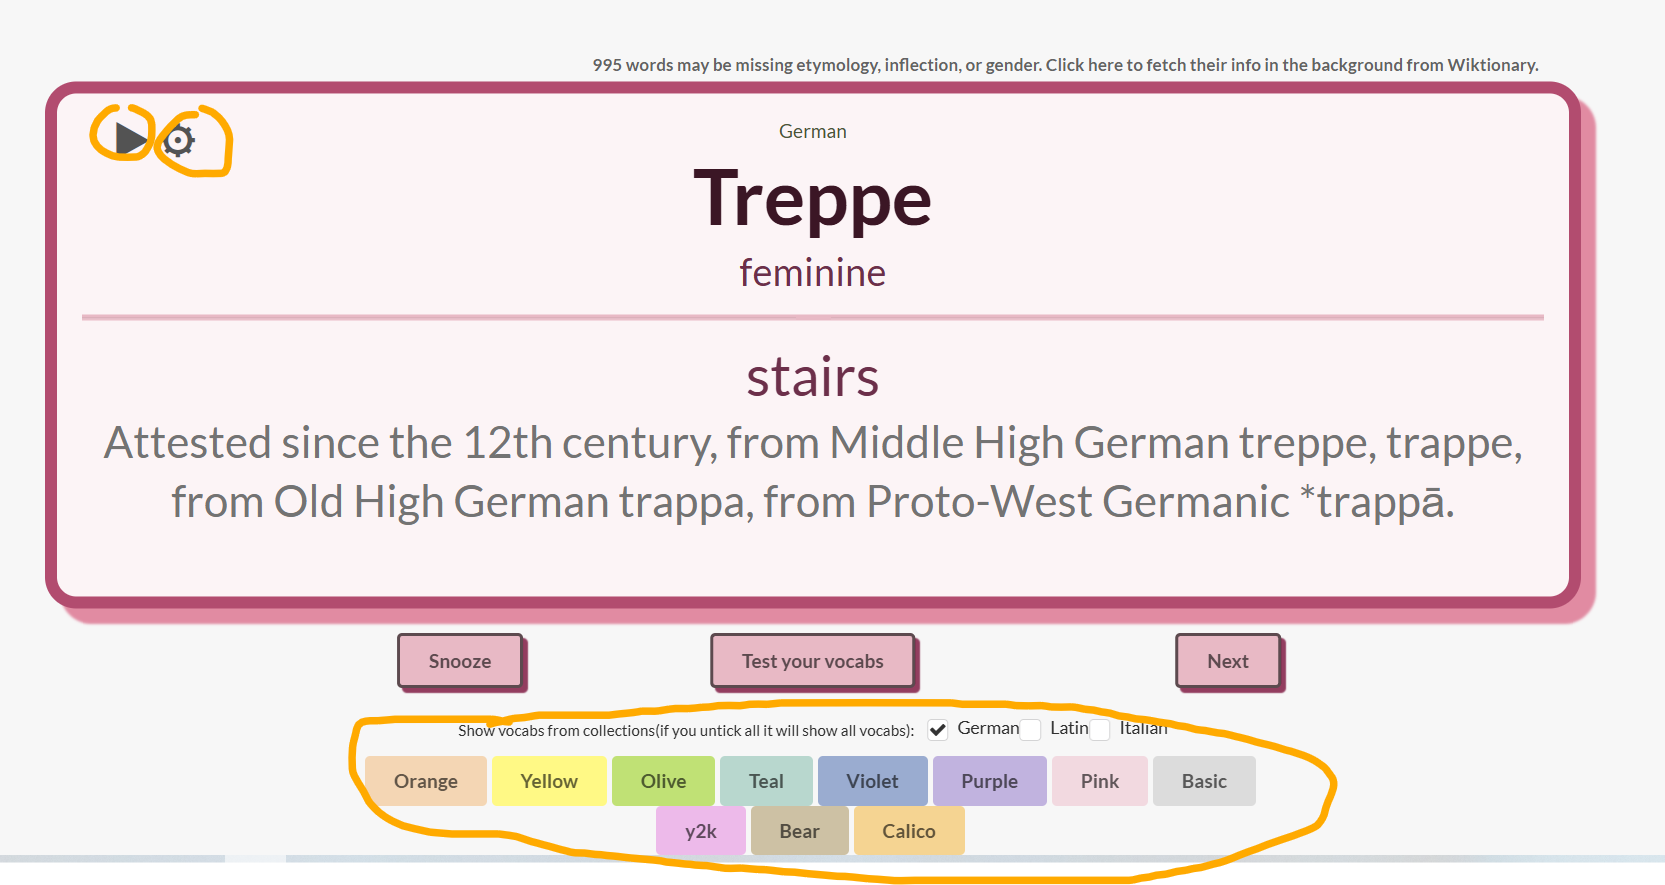 995 words may be missing etymology, inflection, or gender. Click here to fetch their info in the background from Wiktionary.
German
Treppe
feminine
stairs
Attested since the 12th century, from Middle High German treppe, trappe,
from Old High German trappa, from Proto-West Germanic *trappā.
Snooze Test your vocabs Next
Show vocabs from collections(if you untick all it will show all vocabs): German Latin Italian
Orange Yellow Olive Teal Violet Purple Pink Basic
y2k Bear Calico